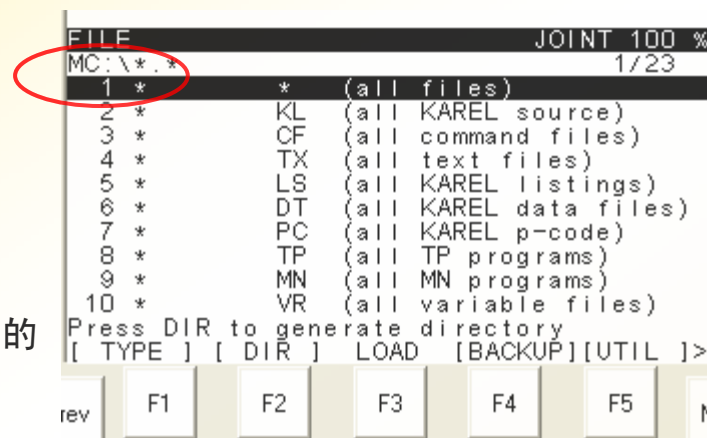 FILE JOINT 100 %
MC:\*.* 1/23
1 * * (all files)
2 * KL (all KAREL source)
3 * CF (all command files)
4 * TX (all text files)
5 * LS (all KAREL listings)
6 * DT (all KAREL data files)
7 * PC (all KAREL p-code)
8 * TP (all TP programs)
9 * MN (all MN programs)
10 * VR (all variable files)
的
Press DIR to generate directory
[ TYPE ] [ DIR ] LOAD [BACKUP][UTIL ]>
rev F1 F2 F3 F4 F5